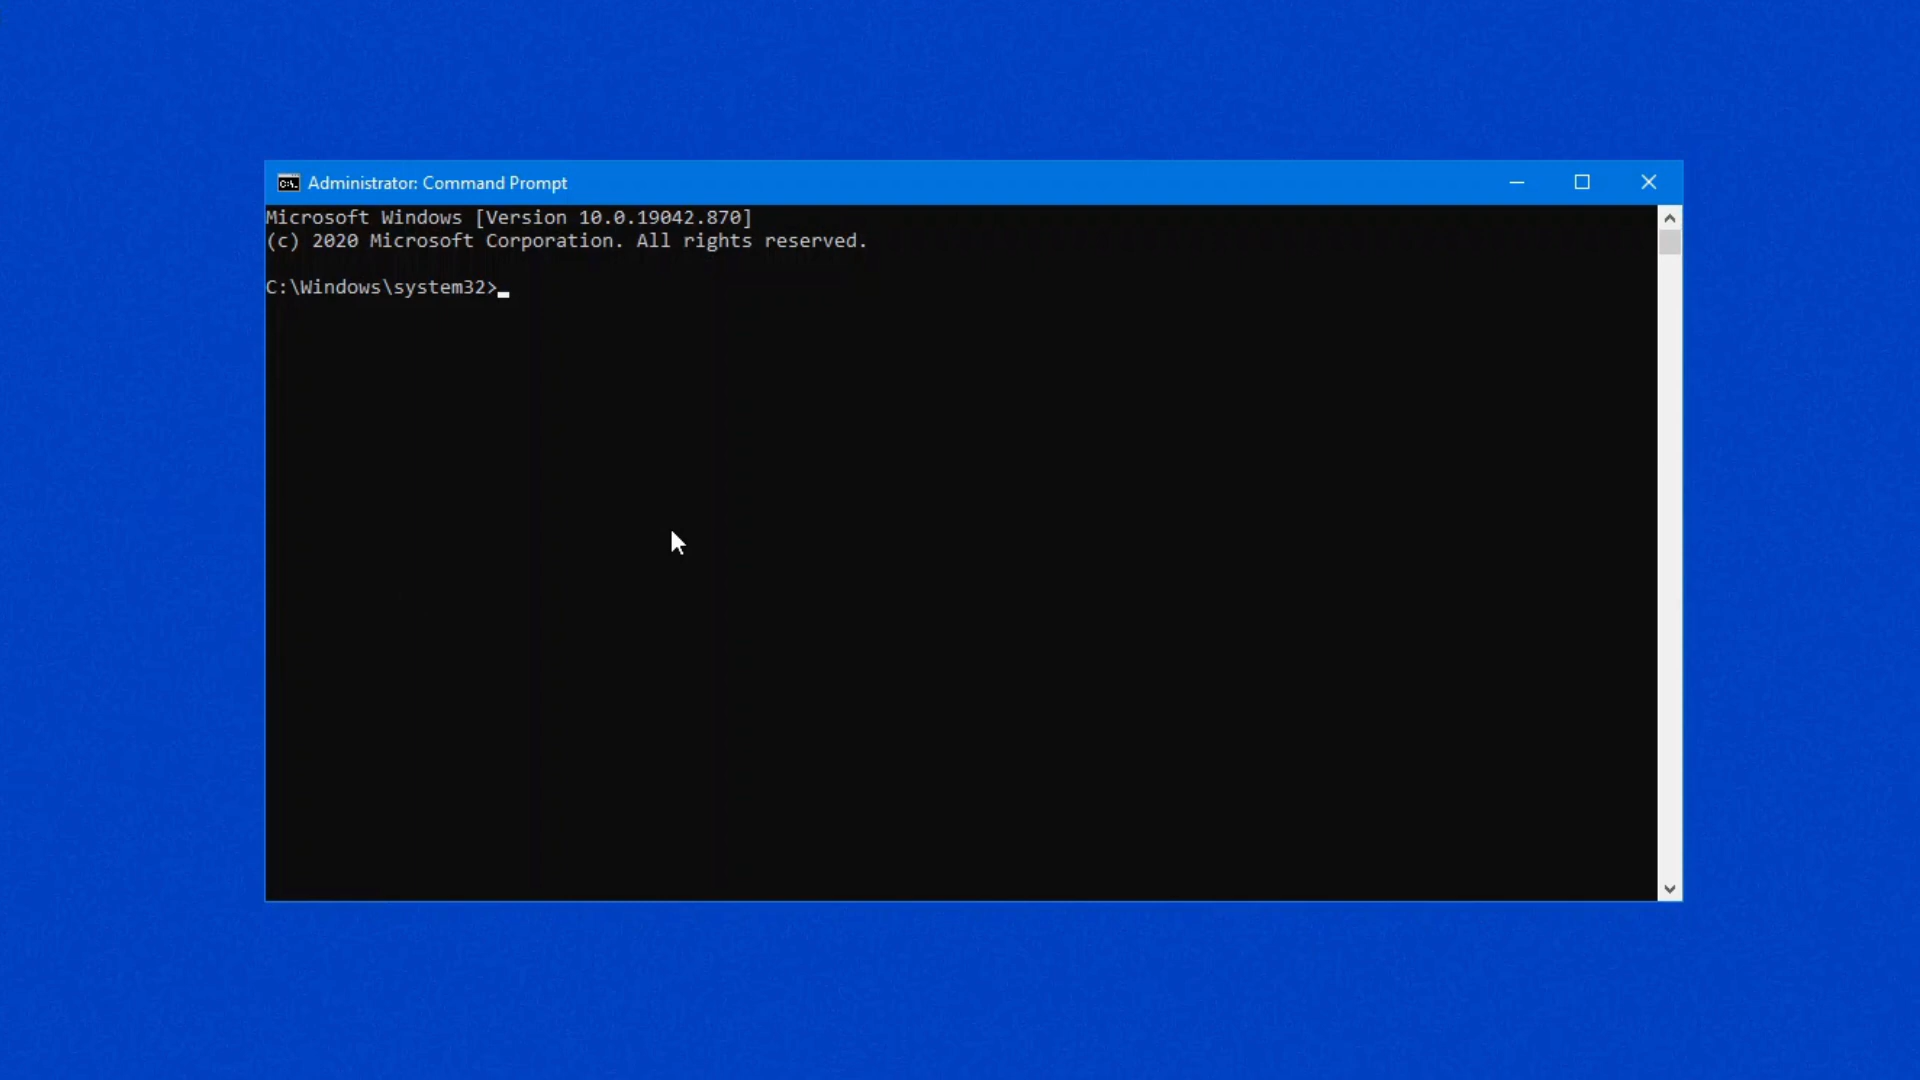 Administrator: Command Prompt
Microsoft Windows [Version 10.0.19042.870]
(c) 2020 Microsoft Corporation. All rights reserved.
C:\Windows\system32>